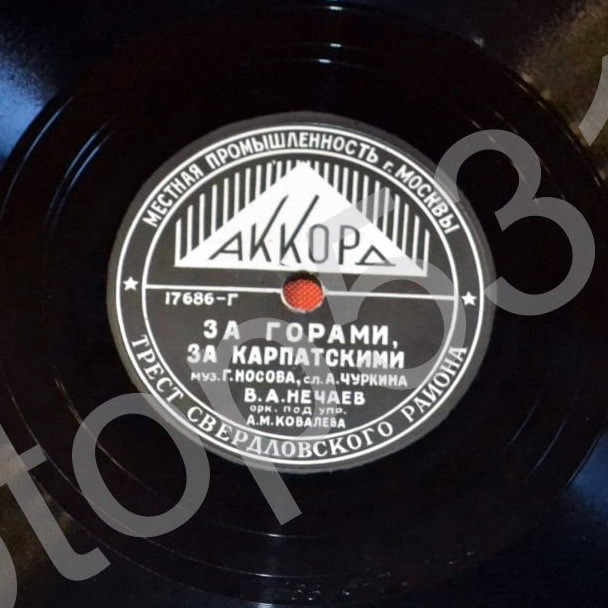 МЕСТНАЯ ПРОМЫШЛЕННОСТЬ г. МОСКВЫ
АККОРД
17686-Г
ЗА ГОРАМИ,
ЗА КАРПАТСКИМИ
муз. Г. НОСОВА, сл. А. ЧУРКИНА
В. А. НЕЧАЕВ
орк. под упр.
А. М. КОВАЛЕВА
ТРЕСТ СВЕРДЛОВСКОГО РАЙОНА